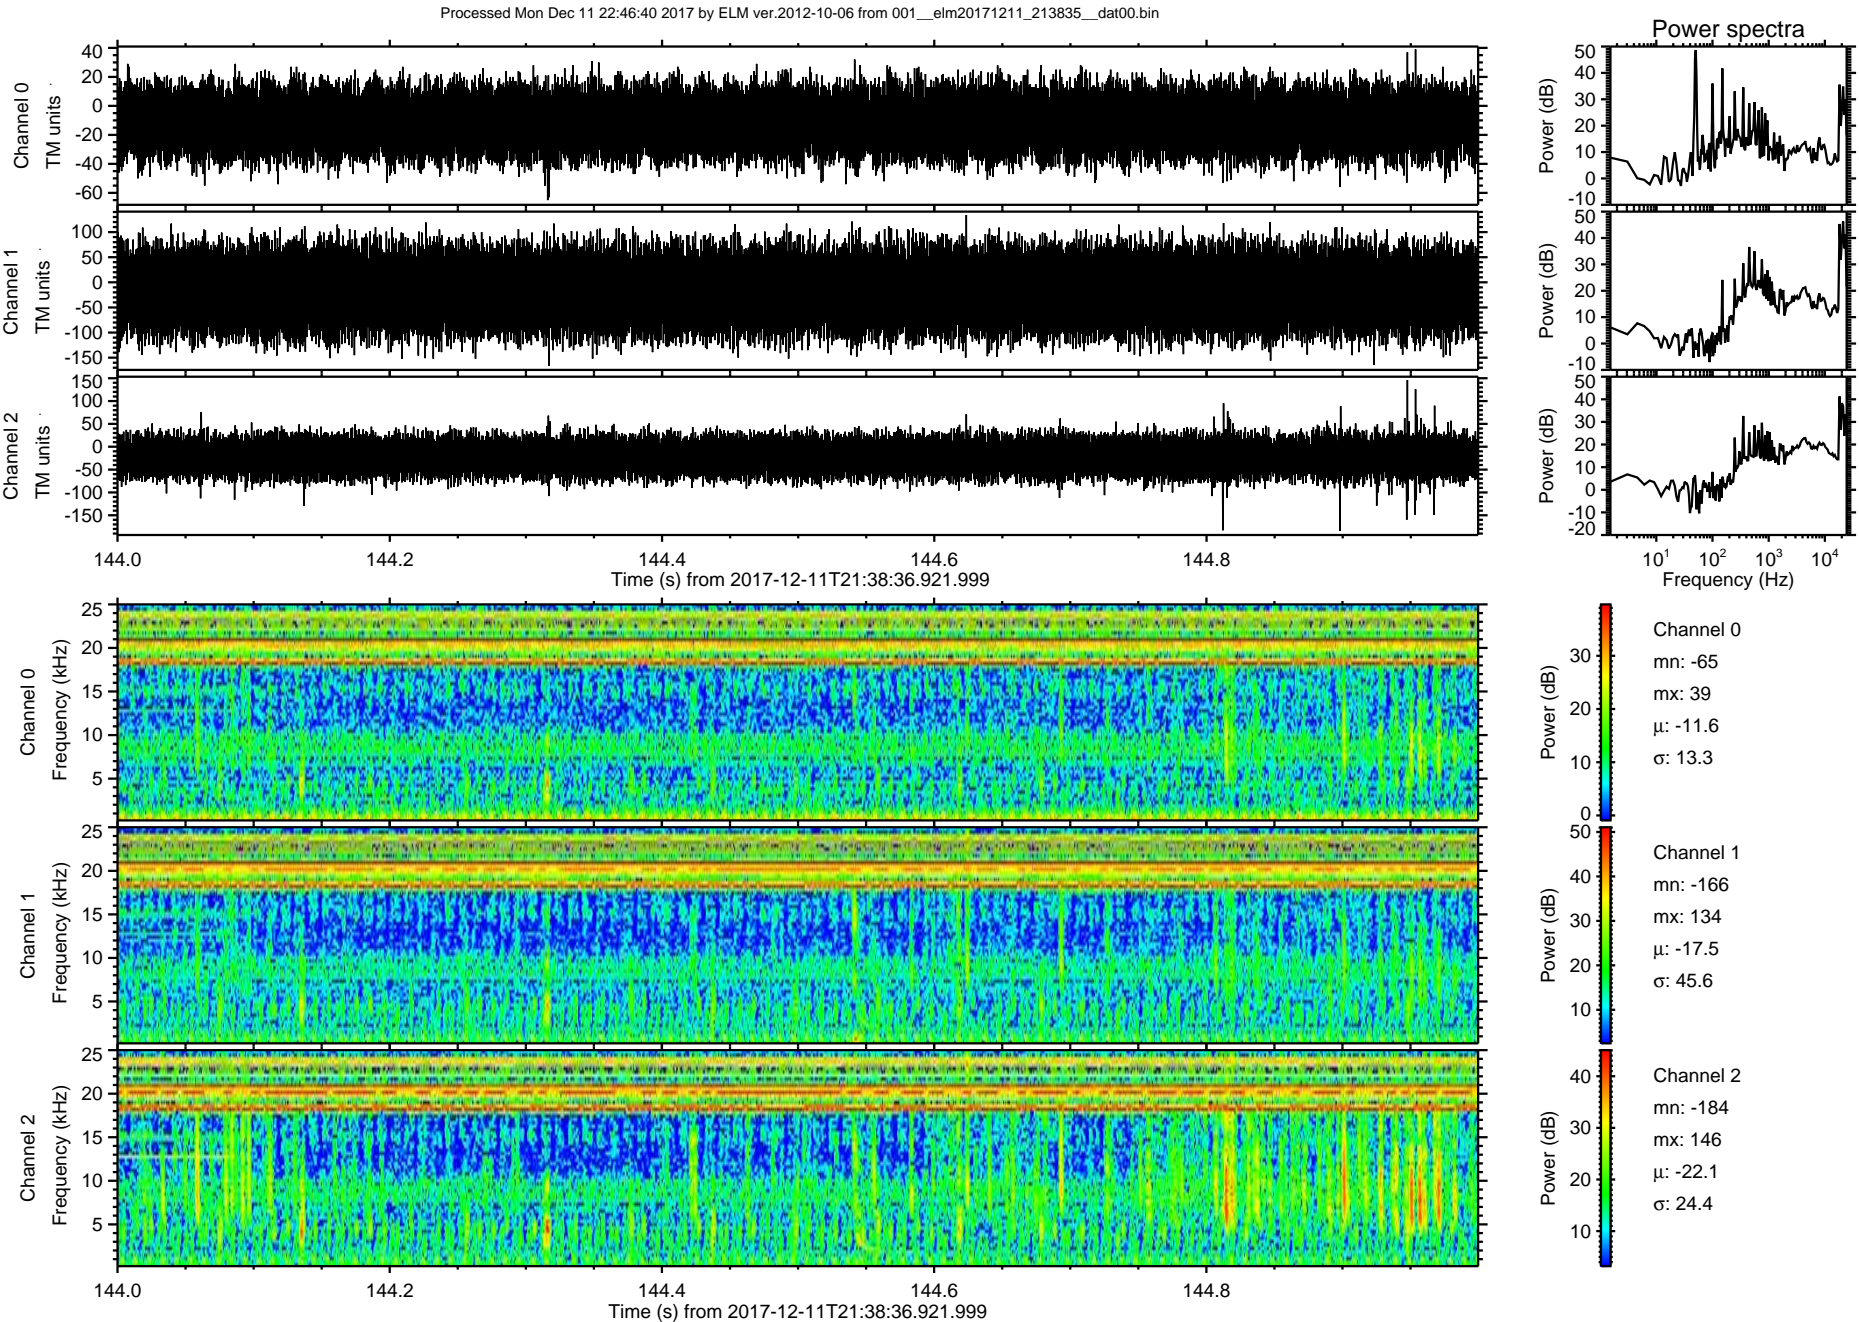 Processed Mon Dec 11 22:46:40 2017 by ELM ver.2012-10-06 from 001__elm20171211_213835__dat00.bin
Power spectra
Channel 0
TM units
40
20
0
-20
-40
-60
Power (dB)
50
40
30
20
10
0
-10
Channel 1
TM units
100
50
0
-50
-100
-150
Power (dB)
50
40
30
20
10
0
-10
Channel 2
TM units
150
100
50
0
-50
-100
-150
Power (dB)
50
40
30
20
10
0
-10
-20
144.0 144.2 144.4 144.6 144.8
Time (s) from 2017-12-11T21:38:36.921.999
10^1 10^2 10^3 10^4
Frequency (Hz)
Channel 0
Frequency (kHz)
25
20
15
10
5
Power (dB)
30
20
10
0
Channel 0
mn: -65
mx: 39
μ: -11.6
σ: 13.3
Channel 1
Frequency (kHz)
25
20
15
10
5
Power (dB)
50
40
30
20
10
Channel 1
mn: -166
mx: 134
μ: -17.5
σ: 45.6
Channel 2
Frequency (kHz)
25
20
15
10
5
Power (dB)
40
30
20
10
Channel 2
mn: -184
mx: 146
μ: -22.1
σ: 24.4
144.0 144.2 144.4 144.6 144.8
Time (s) from 2017-12-11T21:38:36.921.999